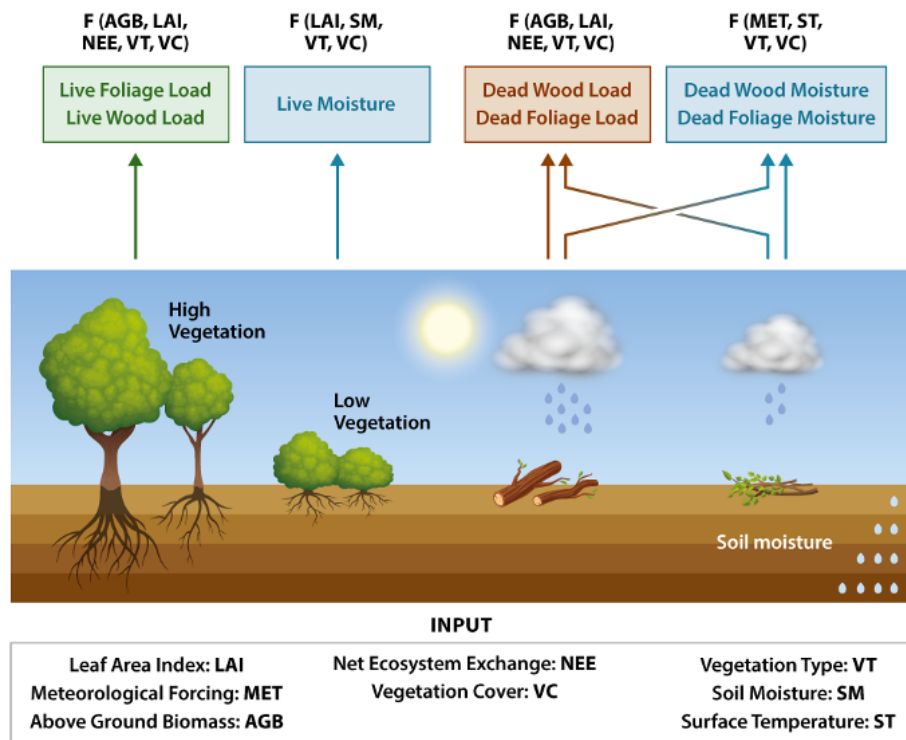 F (AGB, LAI,
NEE, VT, VC)
F (LAI, SM,
VT, VC)
F (AGB, LAI,
NEE, VT, VC)
F (MET, ST,
VT, VC)
Live Foliage Load
Live Wood Load
Live Moisture
Dead Wood Load
Dead Foliage Load
Dead Wood Moisture
Dead Foliage Moisture
High
Vegetation
Low
Vegetation
Soil moisture
INPUT
Leaf Area Index: LAI
Meteorological Forcing: MET
Above Ground Biomass: AGB
Net Ecosystem Exchange: NEE
Vegetation Cover: VC
Vegetation Type: VT
Soil Moisture: SM
Surface Temperature: ST